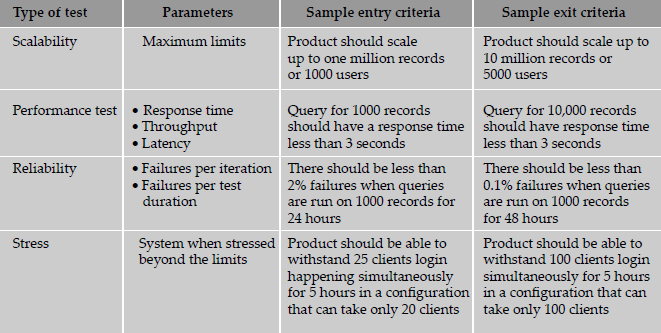 Type of test
Parameters
Sample entry criteria
Sample exit criteria
Scalability
Maximum limits
Product should scale
up to one million records
or 1000 users
Product should scale up to
10 million records or
5000 users
Performance test
• Response time
• Throughput
• Latency
Query for 1000 records
should have a response time
less than 3 seconds
Query for 10,000 records
should have response time
less than 3 seconds
Reliability
• Failures per iteration
• Failures per test
duration
There should be less than
2% failures when queries
are run on 1000 records for
24 hours
There should be less than
0.1% failures when queries
are run on 1000 records
for 48 hours
Stress
System when stressed
beyond the limits
Product should be able to
withstand 25 clients login
happening simultaneously
for 5 hours in a configuration
that can take only 20 clients
Product should be able to
withstand 100 clients login
simultaneously for 5 hours
in a configuration that can
take only 100 clients